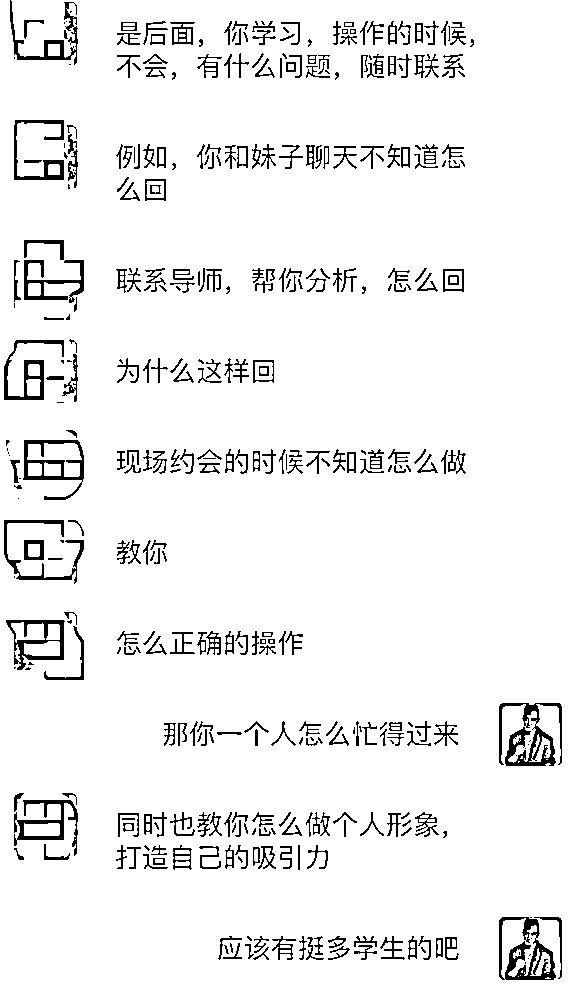 是后面，你学习，操作的时候，
不会，有什么问题，随时联系
例如，你和妹子聊天不知道怎
么回
联系导师，帮你分析，怎么回
为什么这样回
现场约会的时候不知道怎么做
教你
怎么正确的操作
那你一个人怎么忙得过来
同时也教你怎么做个人形象，
打造自己的吸引力
应该有挺多学生的吧